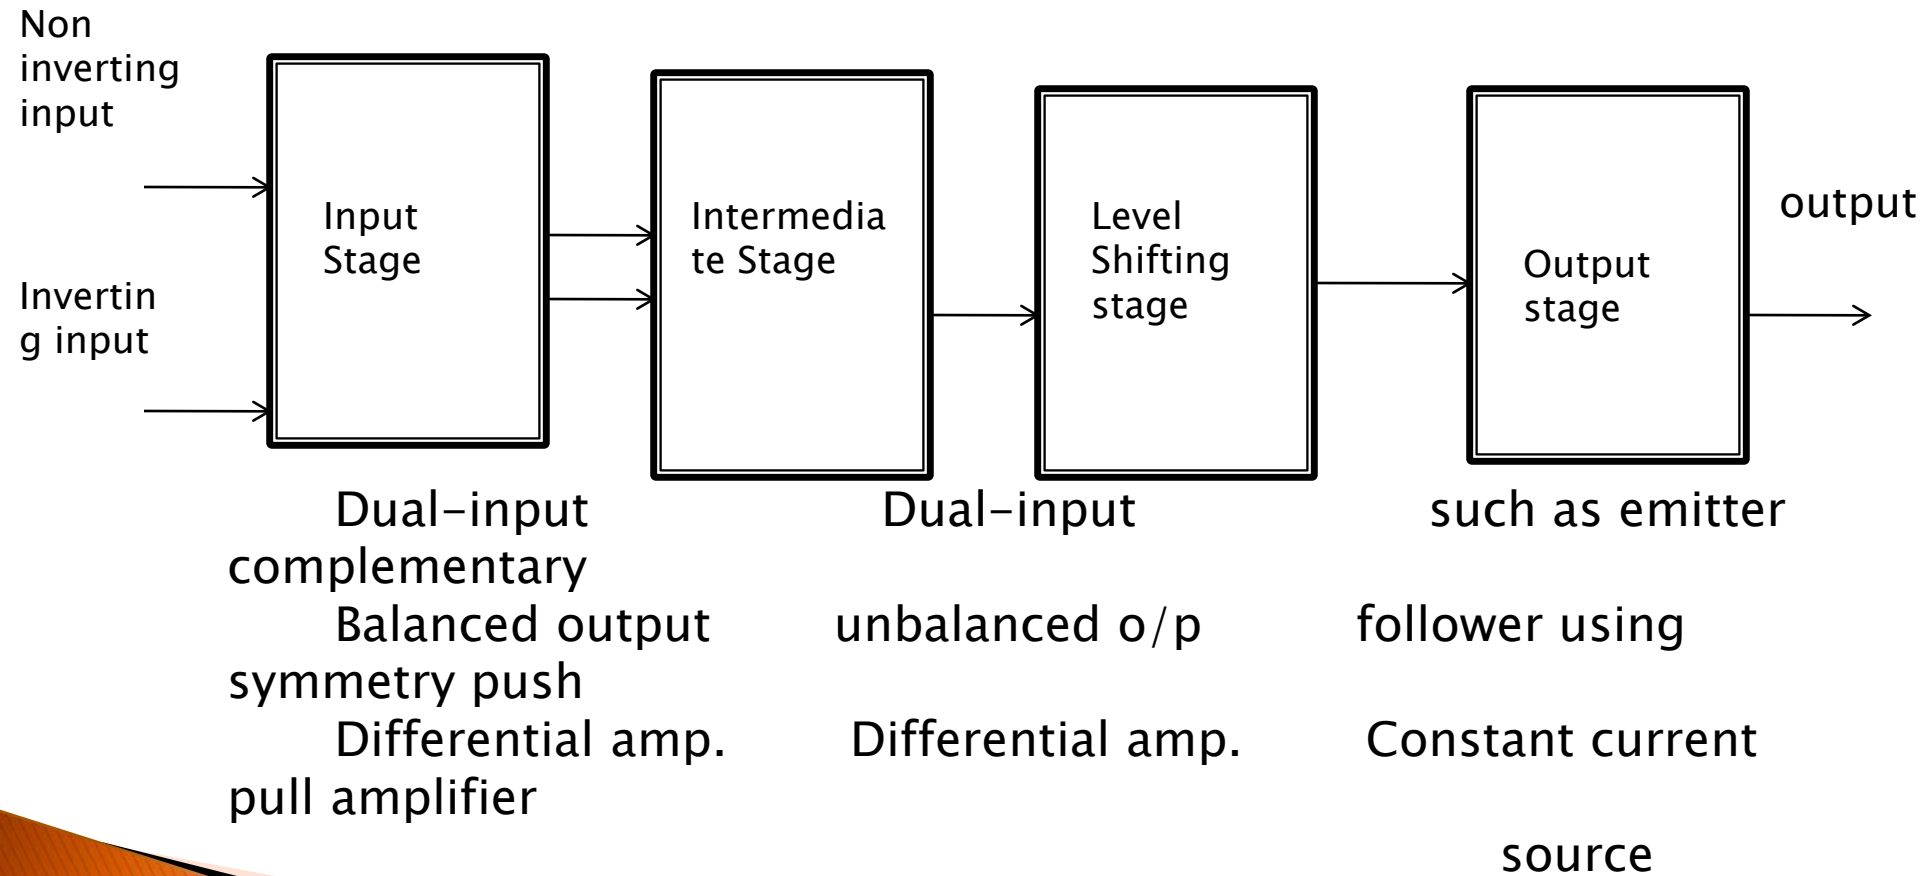 Non
inverting
input
Invertin
g input
Input
Stage
Intermedia
te Stage
Level
Shifting
stage
Output
stage
output
Dual-input Dual-input such as emitter
complementary
Balanced output unbalanced o/p follower using
symmetry push
Differential amp. Differential amp. Constant current
pull amplifier
source